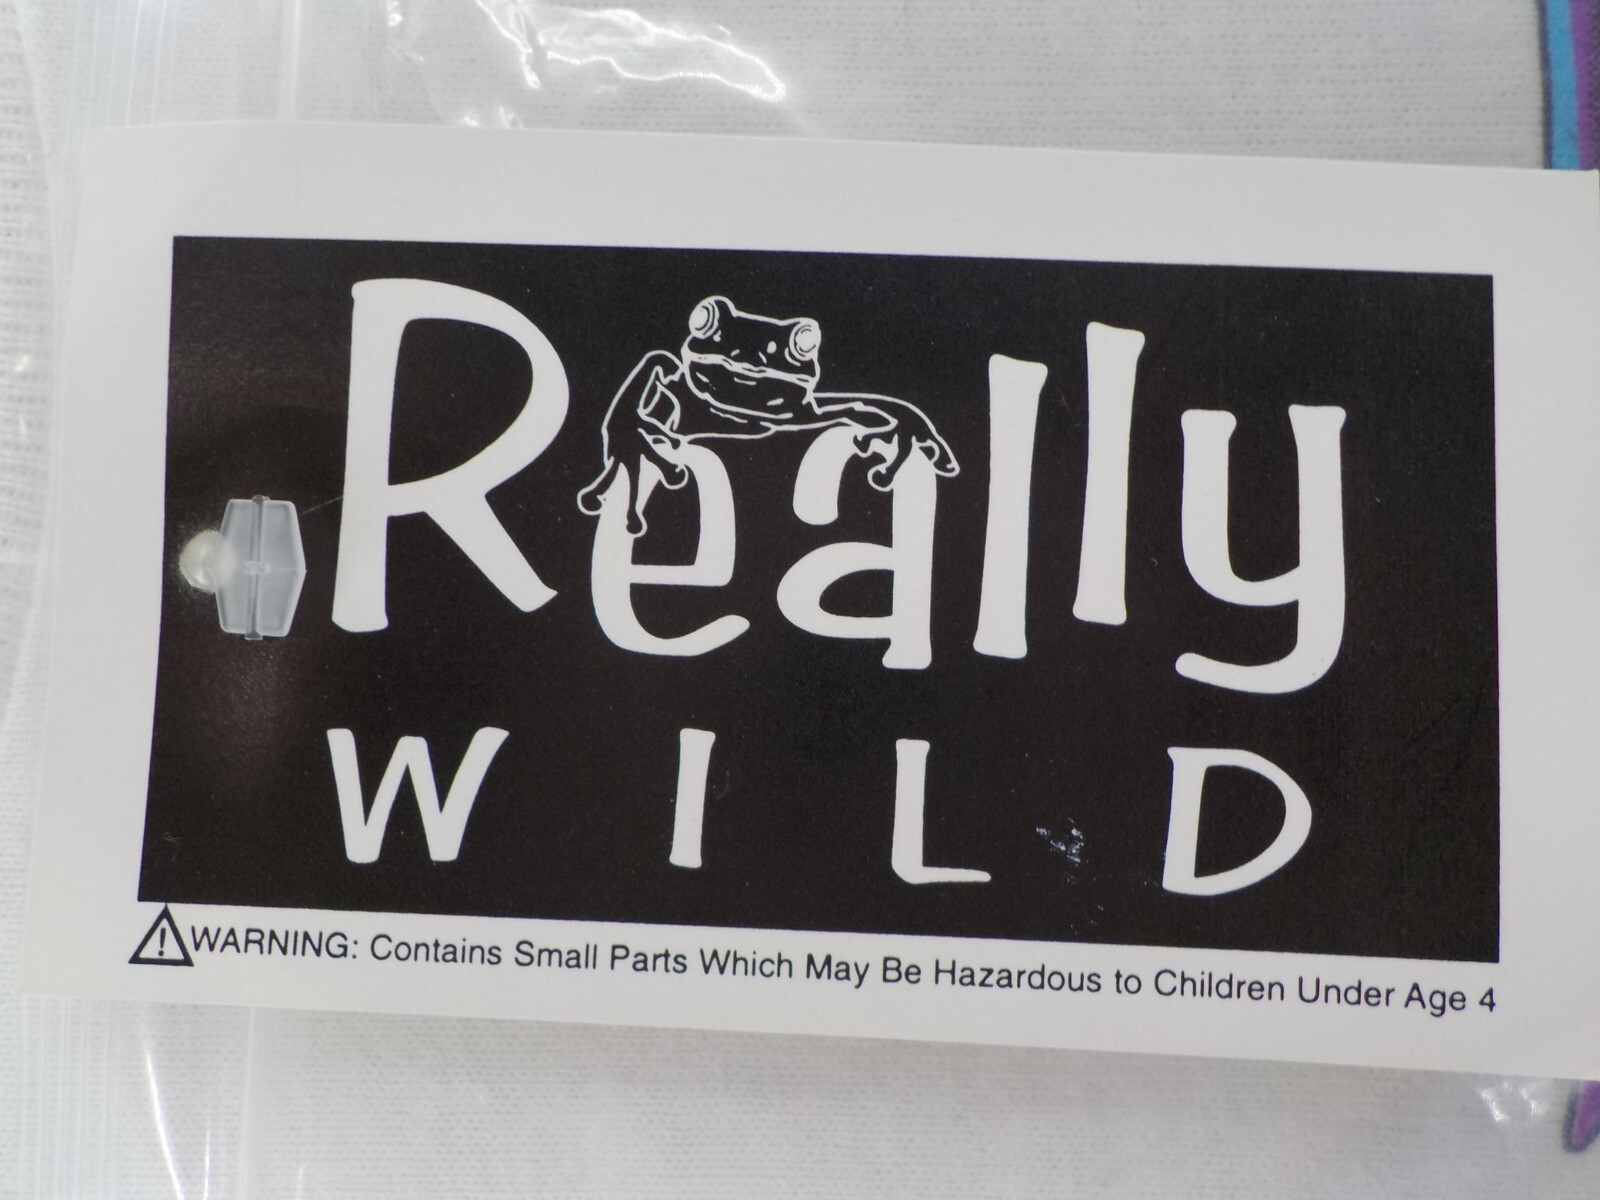 Really
WILD
WARNING: Contains Small Parts Which May Be Hazardous to Children Under Age 4